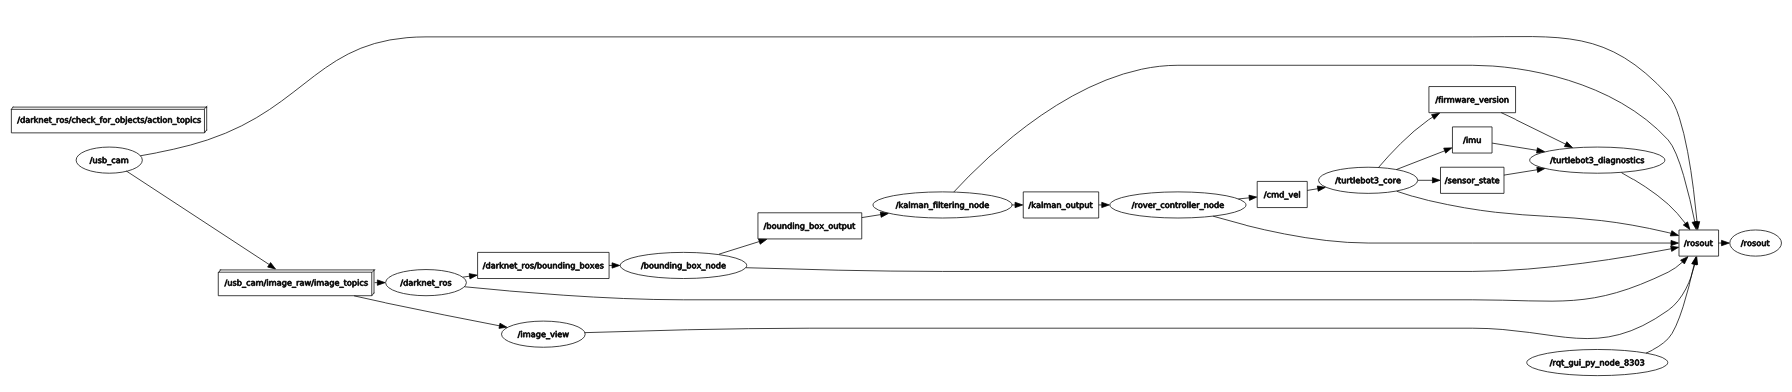 /firmware_version
/darknet_ros/check_for_objects/action_topics
/imu
/usb_cam
/turtlebot3_diagnostics
/turtlebot3_core
/sensor_state
/cmd_vel
/kalman_filtering_node
/kalman_output
/rover_controller_node
/bounding_box_output
/rosout
/rosout
/darknet_ros/bounding_boxes
/bounding_box_node
/usb_cam/image_raw/image_topics
/darknet_ros
/image_view
/rqt_gui_py_node_8303